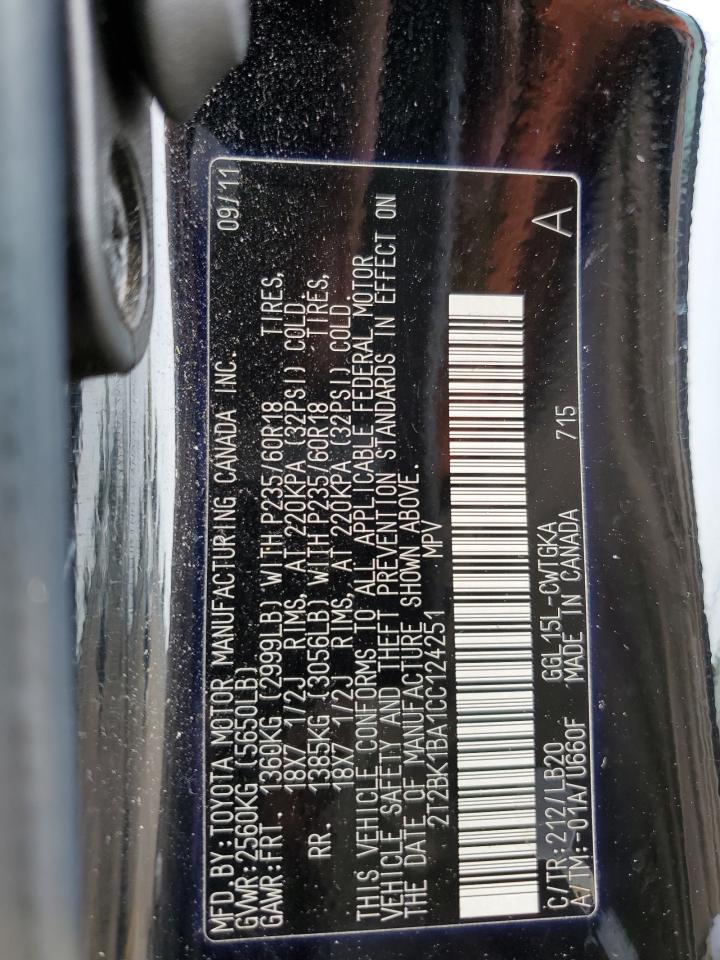 MFD.BY:TOYOTA MOTOR MANUFACTURING CANADA INC. 09/11
GVWR:2560KG (5650LB)
GAWR:FRT. 1360KG (2999LB) WITH P235/60R18 TIRES,
18X7 1/2J RIMS, AT 220KPA (32PSI) COLD.
RR. 1385KG (3056LB) WITH P235/60R18 TIRES,
18X7 1/2J RIMS, AT 220KPA (32PSI) COLD.
THIS VEHICLE CONFORMS TO ALL APPLICABLE FEDERAL MOTOR
VEHICLE SAFETY AND THEFT PREVENTION STANDARDS IN EFFECT ON
THE DATE OF MANUFACTURE SHOWN ABOVE.
2T2BK1BA1CC124251 MPV
C/TR:212/LB20 GGL15L-CWTGKA 715 A
A/TM:-01A/U660F MADE IN CANADA